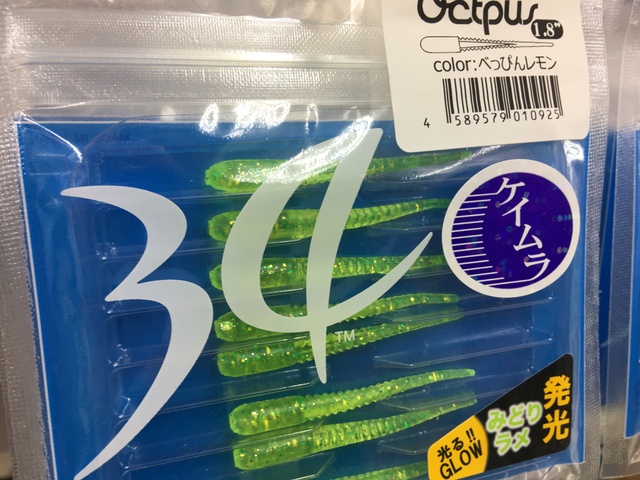 Octpus
1.8"
color:べっぴんレモン
4 589579 010925
34
TM
ケイムラ
発光
みどり
ラメ
光る!!
GLOW